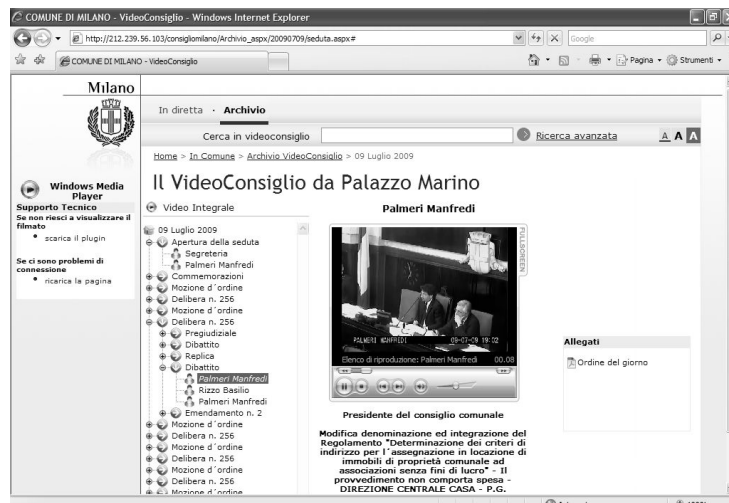 COMUNE DI MILANO - VideoConsiglio - Windows Internet Explorer
http://212.239.56.103/consigliomilano/Archivio_aspx/20090709/seduta.aspx#
Google
COMUNE DI MILANO - VideoConsiglio
Pagina
Strumenti
Milano
In diretta · Archivio
Cerca in videoconsiglio
Ricerca avanzata
A A A
Home > In Comune > Archivio VideoConsiglio > 09 Luglio 2009
Il VideoConsiglio da Palazzo Marino
Windows Media
Player
Supporto Tecnico
Se non riesci a visualizzare il
filmato
scarica il plugin
Se ci sono problemi di
connessione
ricarica la pagina
Video Integrale
09 Luglio 2009
Apertura della seduta
Segreteria
Palmeri Manfredi
Commemorazioni
Mozione d´ordine
Delibera n. 256
Mozione d´ordine
Delibera n. 256
Pregiudiziale
Dibattito
Replica
Dibattito
Palmeri Manfredi
Rizzo Basilio
Palmeri Manfredi
Emendamento n. 2
Mozione d´ordine
Delibera n. 256
Mozione d´ordine
Delibera n. 256
Mozione d´ordine
Delibera n. 256
Mozione d´ordine
Palmeri Manfredi
FULLSCREEN
PALMERI MANFREDI 09-07-09 19:02
Elenco di riproduzione: Palmeri Manfredi 00.08
Presidente del consiglio comunale
Modifica denominazione ed integrazione del
Regolamento "Determinazione dei criteri di
indirizzo per l´assegnazione in locazione di
immobili di proprietà comunale ad
associazioni senza fini di lucro" - Il
provvedimento non comporta spesa -
DIREZIONE CENTRALE CASA - P.G.
Allegati
Ordine del giorno